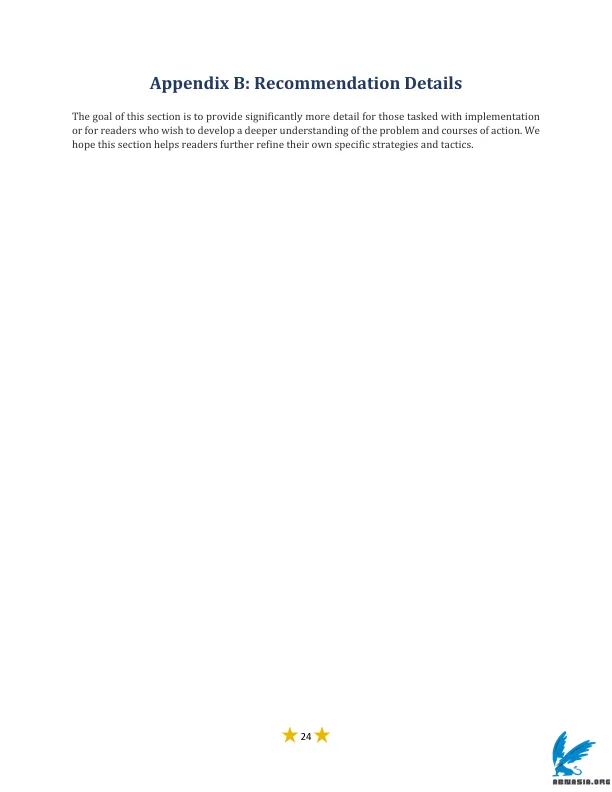 Appendix B: Recommendation Details
The goal of this section is to provide significantly more detail for those tasked with implementation
or for readers who wish to develop a deeper understanding of the problem and courses of action. We
hope this section helps readers further refine their own specific strategies and tactics.
24
ABNASIA.ORG